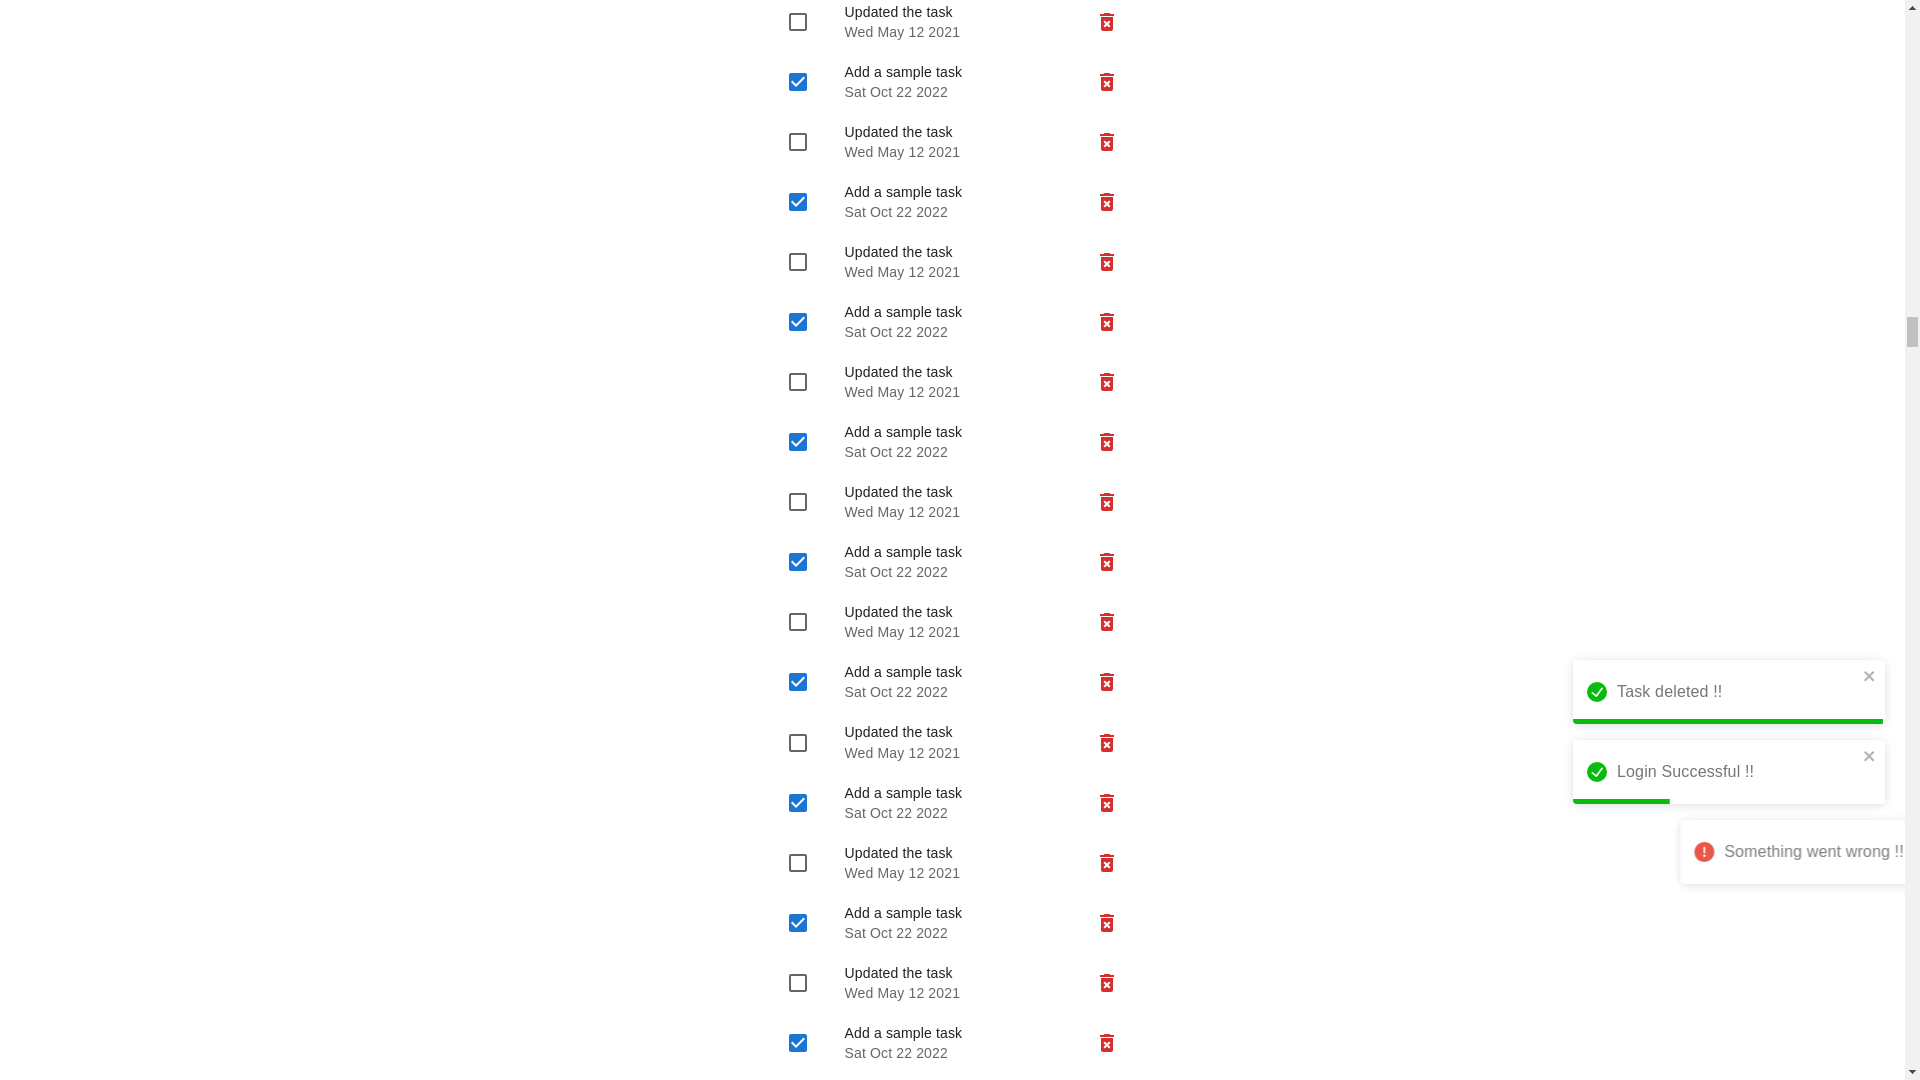 Updated the task
Wed May 12 2021
Add a sample task
Sat Oct 22 2022
Updated the task
Wed May 12 2021
Add a sample task
Sat Oct 22 2022
Updated the task
Wed May 12 2021
Add a sample task
Sat Oct 22 2022
Updated the task
Wed May 12 2021
Add a sample task
Sat Oct 22 2022
Updated the task
Wed May 12 2021
Add a sample task
Sat Oct 22 2022
Updated the task
Wed May 12 2021
Add a sample task
Sat Oct 22 2022
Updated the task
Wed May 12 2021
Add a sample task
Sat Oct 22 2022
Updated the task
Wed May 12 2021
Add a sample task
Sat Oct 22 2022
Updated the task
Wed May 12 2021
Add a sample task
Sat Oct 22 2022
Task deleted !!
Login Successful !!
Something went wrong !!